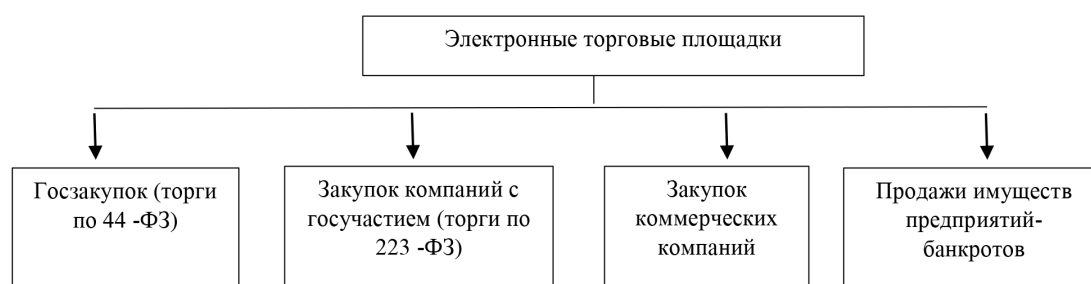 Электронные торговые площадки
Госзакупок (торги
по 44 -ФЗ)
Закупок компаний с
госучастием (торги по
223 -ФЗ)
Закупок
коммерческих
компаний
Продажи имуществ
предприятий-
банкротов